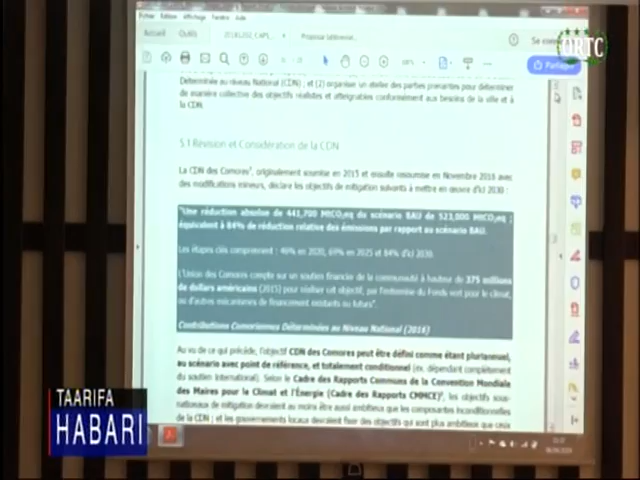 ORTC
Fichier Edition Affichage Fenêtre Aide
Accueil Outils
Se conn
Partager
Déterminée au niveau National (CDN) ; et (2) organiser un atelier des parties prenantes pour déterminer
de manière collective des objectifs réalistes et atteignables conformément aux besoins de la ville et à
la CDN.
5.1 Révision et Considération de la CDN
La CDN des Comores, originalement soumise en 2015 et ensuite resoumise en Novembre 2016 avec
des modifications mineurs, déclare les objectifs de mitigation suivants à mettre en œuvre d'ici 2030 :
"Une réduction absolue de 441,700 MtCO₂eq du scénario BAU de 523,000 MtCO₂eq ;
équivalent à 84% de réduction relative des émissions par rapport au scénario BAU.
Les étapes clés comprennent : 46% en 2020, 69% en 2025 et 84% d'ici 2030.
L'Union des Comores compte sur un soutien financier de la communauté à hauteur de 375 millions
de dollars américains (2015) pour réaliser cet objectif, par l'entremise du Fonds vert pour le climat,
ou d'autres mécanismes de financement existants ou futurs".
Contributions Comoriennes Déterminées au Niveau National (2016)
Au vu de ce qui précède, l'objectif CDN des Comores peut être défini comme étant pluriannuel,
au scénario avec point de référence, et totalement conditionnel (ex. dépendant complètement
du soutien international). Selon le Cadre des Rapports Communs de la Convention Mondiale
des Maires pour le Climat et l'Énergie (Cadre des Rapports CMMCE), les objectifs sous-
nationaux de mitigation devraient au moins être aussi ambitieux que les composantes inconditionnelles
de la CDN ; et les gouvernements locaux devraient fixer des objectifs qui sont plus ambitieux que ceux
TAARIFA
HABARI